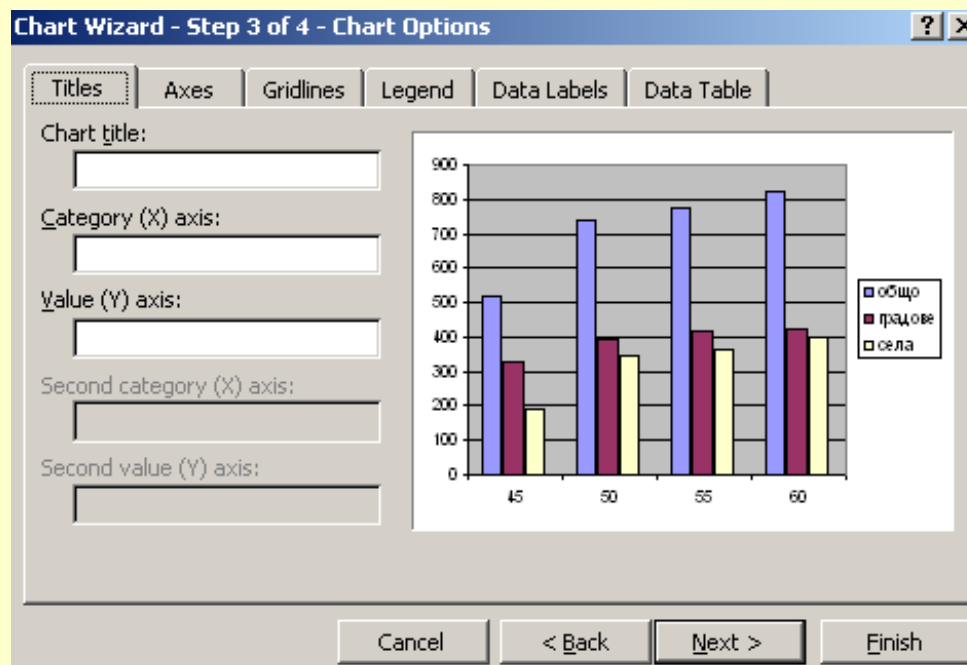 Chart Wizard - Step 3 of 4 - Chart Options
Titles Axes Gridlines Legend Data Labels Data Table
Chart title:
Category (X) axis:
Value (Y) axis:
Second category (X) axis:
Second value (Y) axis:
900
800
700
600
500
400
300
200
100
0
45 50 55 60
общо
градове
села
Cancel < Back Next > Finish